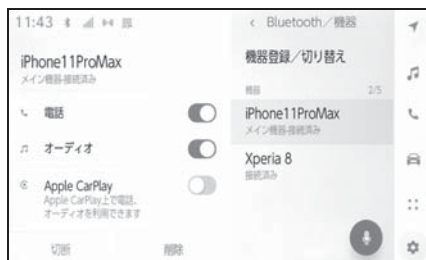 11:43
iPhone11ProMax
メイン機器-接続済み
電話
オーディオ
Apple CarPlay
Apple CarPlay上で電話、
オーディオを利用できます
切断
削除
Bluetooth／機器
機器登録／切り替え
機器
2/5
iPhone11ProMax
メイン機器-接続済み
Xperia 8
接続済み